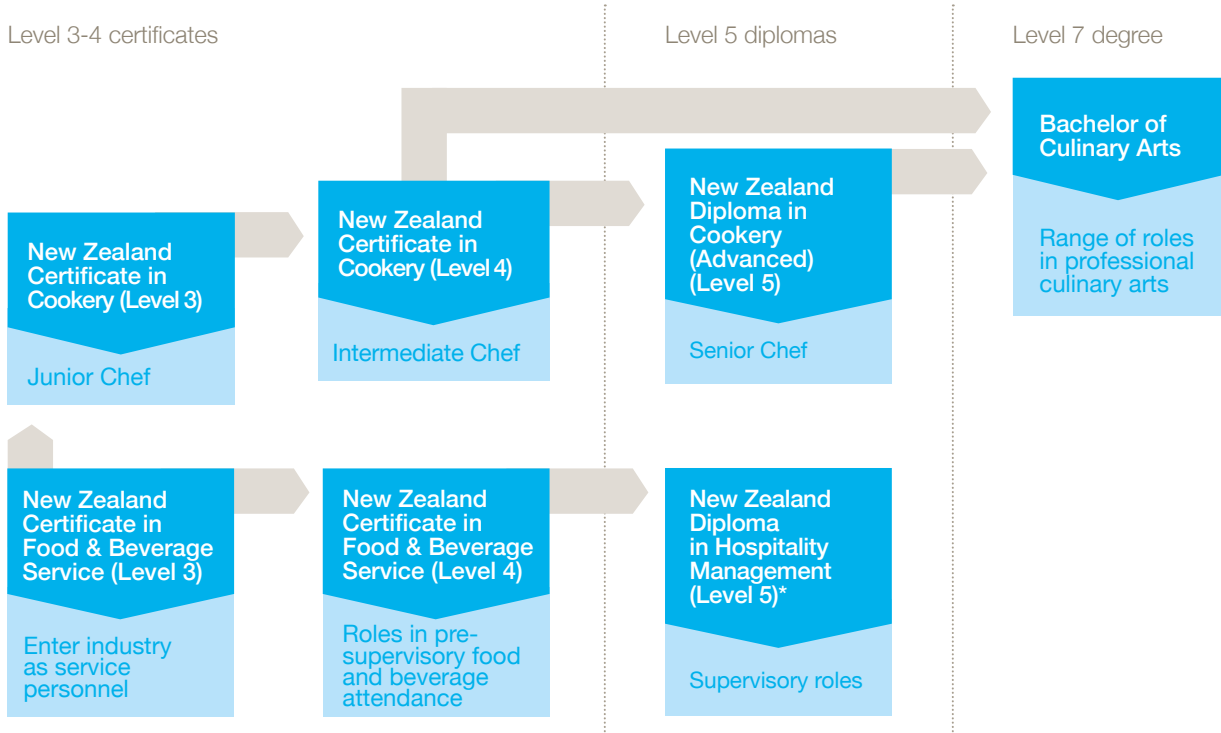 Level 3-4 certificates
Level 5 diplomas
Level 7 degree
New Zealand
Certificate in
Cookery (Level 3)
Junior Chef
New Zealand
Certificate in
Cookery (Level 4)
Intermediate Chef
New Zealand
Diploma in
Cookery
(Advanced)
(Level 5)
Senior Chef
Bachelor of
Culinary Arts
Range of roles
in professional
culinary arts
New Zealand
Certificate in
Food & Beverage
Service (Level 3)
Enter industry
as service
personnel
New Zealand
Certificate in
Food & Beverage
Service (Level 4)
Roles in pre-
supervisory food
and beverage
attendance
New Zealand
Diploma
in Hospitality
Management
(Level 5)*
Supervisory roles